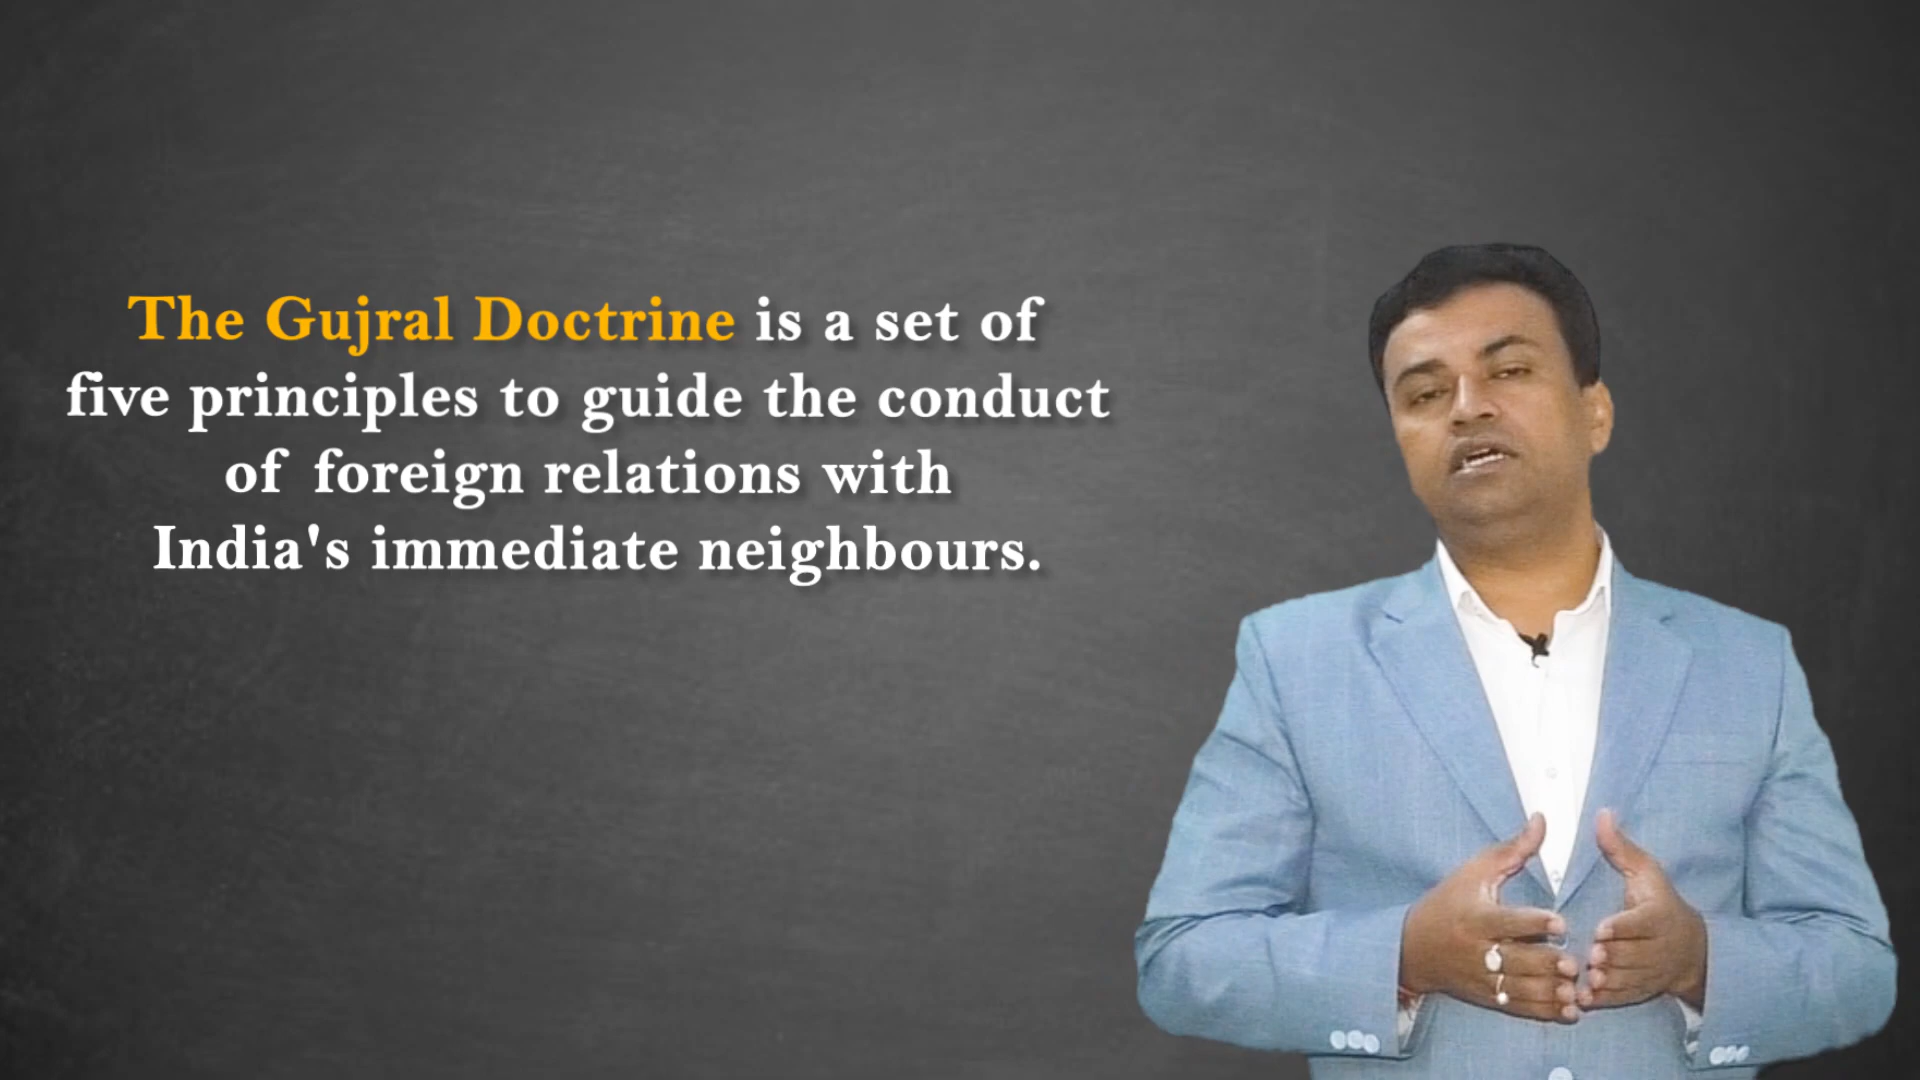 The Gujral Doctrine is a set of
five principles to guide the conduct
of foreign relations with
India's immediate neighbours.